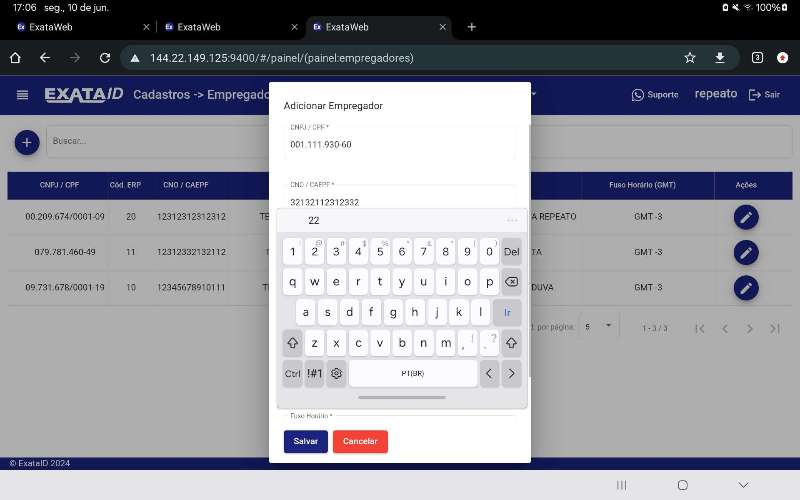 17:06 seg., 10 de jun. 100%
ExataWeb ExataWeb ExataWeb
144.22.149.125:9400/#/painel/(painel:empregadores) 3
EXATAID Cadastros -> Empregado Suporte repeato Sair
Adicionar Empregador
CNPJ / CPF *
001.111.930-60
Buscar...
CNO / CAEPF *
32132112312332
CNPJ / CPF Cód. ERP CNO / CAEPF Fuso Horário (GMT) Ações
00.209.674/0001-09 20 12312312312312 TE A REPEATO GMT -3
079.781.460-49 11 12312332132112 T TA GMT -3
09.731.678/0001-19 10 12345678910111 TE DUVA GMT -3
por página: 5 1 - 3 / 3
22 ...
1 2 3 4 5 6 7 8 9 0 Del
q w e r t y u i o p
a s d f g h j k l Ir
z x c v b n m , ! . ?
Ctrl !#1 PT(BR) < >
Fuso Horário *
Salvar Cancelar
© ExataID 2024